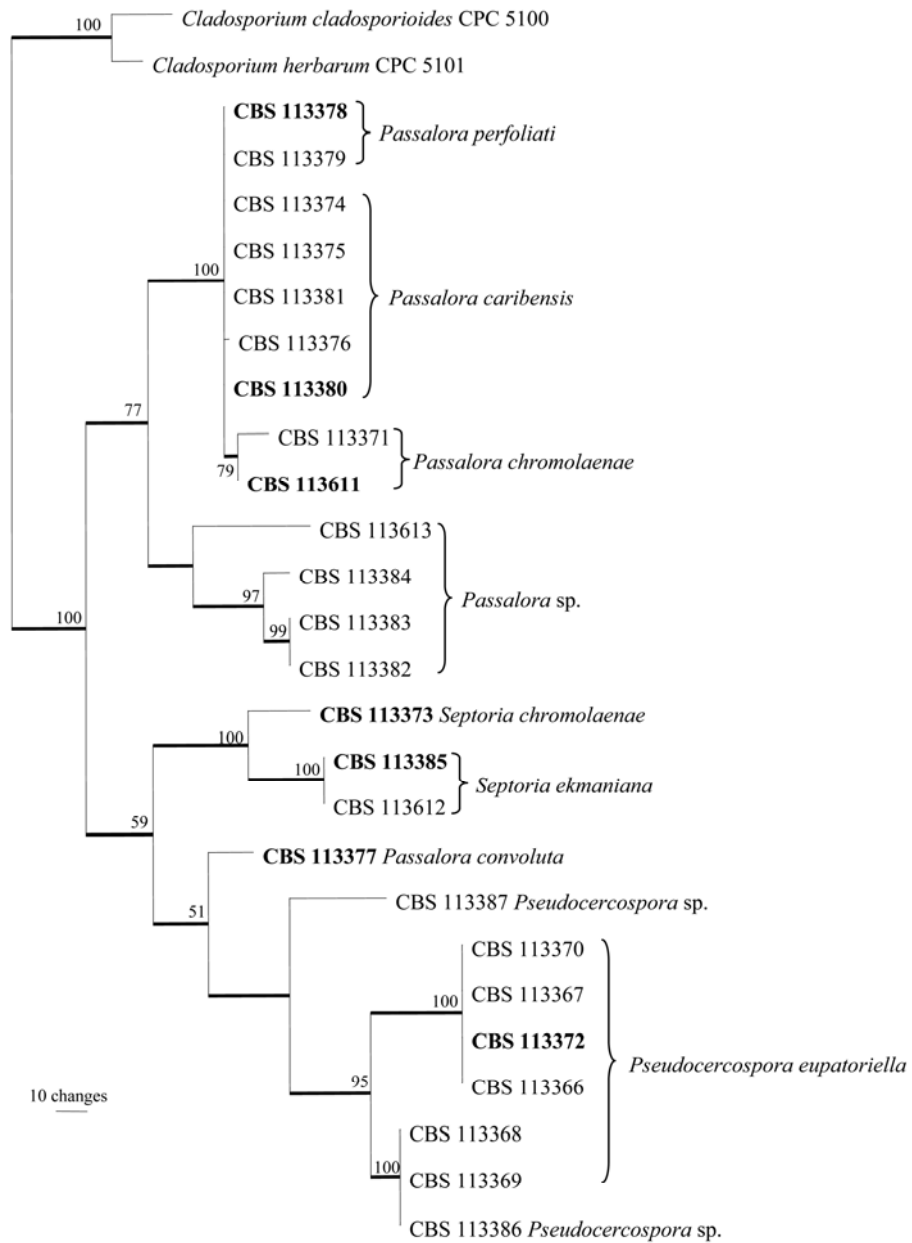 100
Cladosporium cladosporioides CPC 5100
Cladosporium herbarum CPC 5101
CBS 113378
Passalora perfoliati
CBS 113379
CBS 113374
CBS 113375
100
CBS 113381
Passalora caribensis
CBS 113376
CBS 113380
77
CBS 113371
Passalora chromolaenae
79
CBS 113611
CBS 113613
CBS 113384
97
Passalora sp.
CBS 113383
99
100
CBS 113382
CBS 113373 Septoria chromolaenae
100
CBS 113385
100
Septoria ekmaniana
CBS 113612
59
CBS 113377 Passalora convoluta
CBS 113387 Pseudocercospora sp.
51
CBS 113370
CBS 113367
100
CBS 113372
Pseudocercospora eupatoriella
95
CBS 113366
10 changes
CBS 113368
100
CBS 113369
CBS 113386 Pseudocercospora sp.